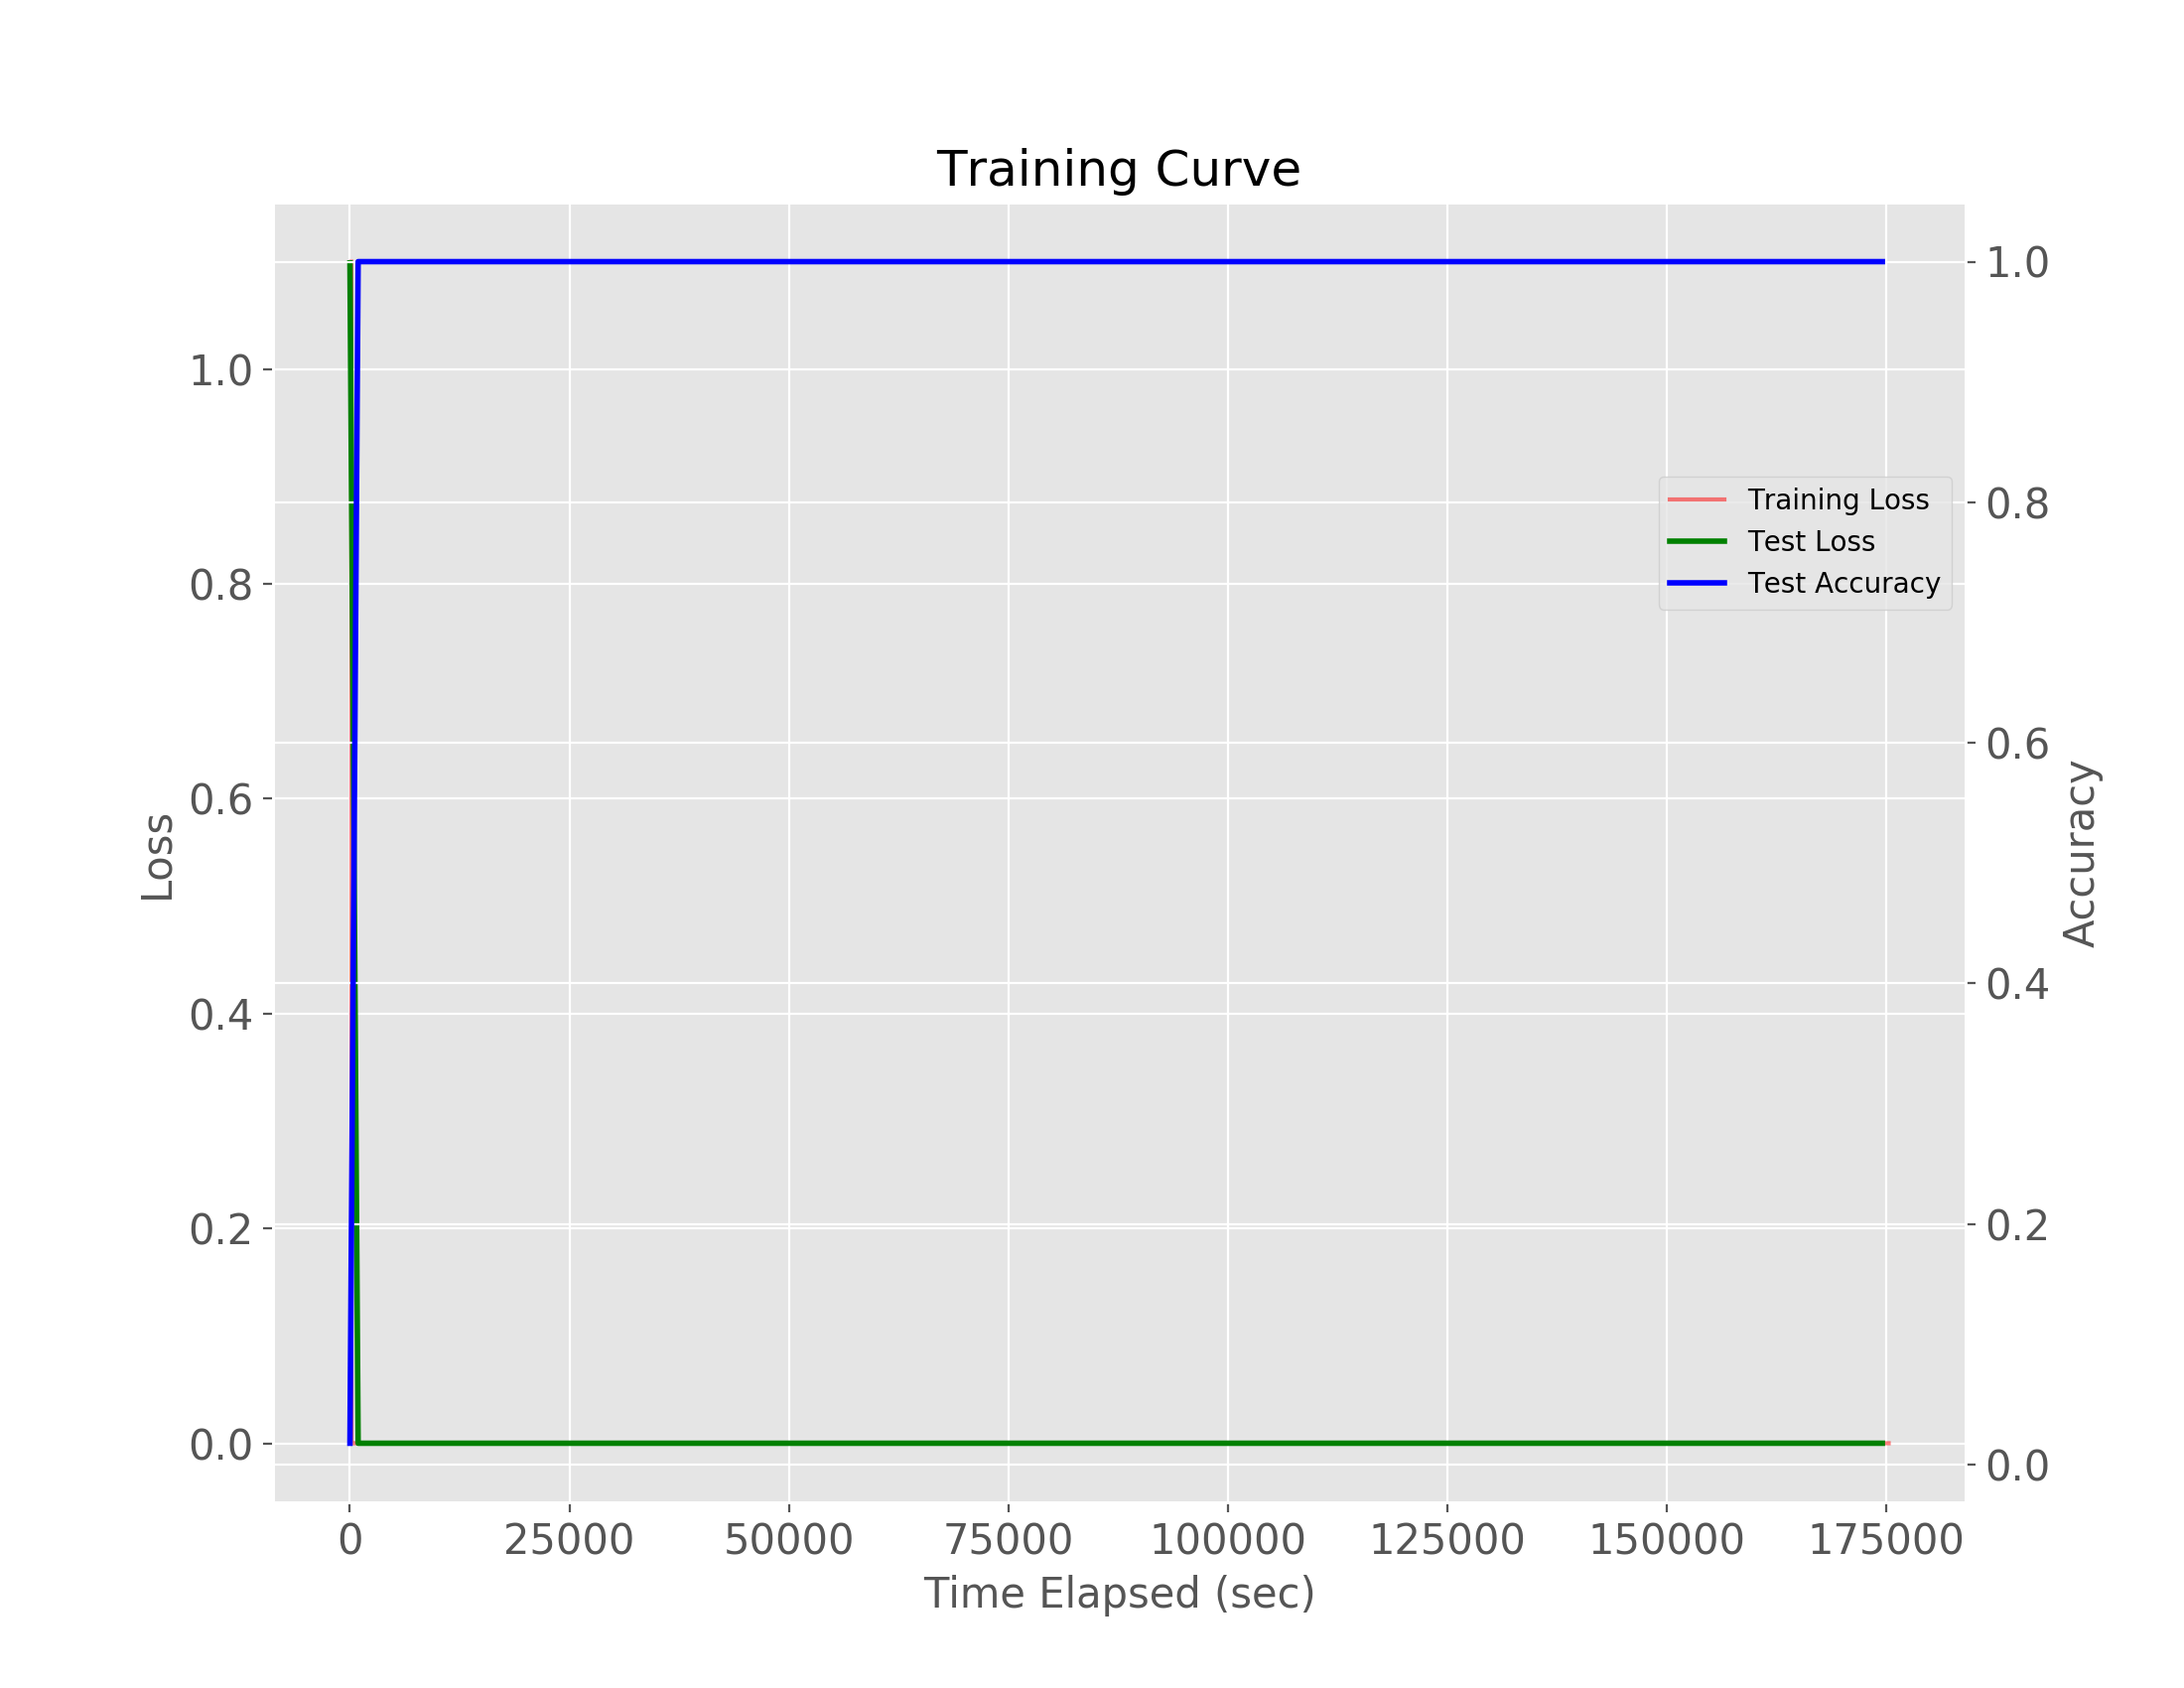 Training Curve
1.0
0.8
0.6
0.4
0.2
0.0
Loss
1.0
0.8
0.6
0.4
0.2
0.0
Accuracy
Training Loss
Test Loss
Test Accuracy
0 25000 50000 75000 100000 125000 150000 175000
Time Elapsed (sec)